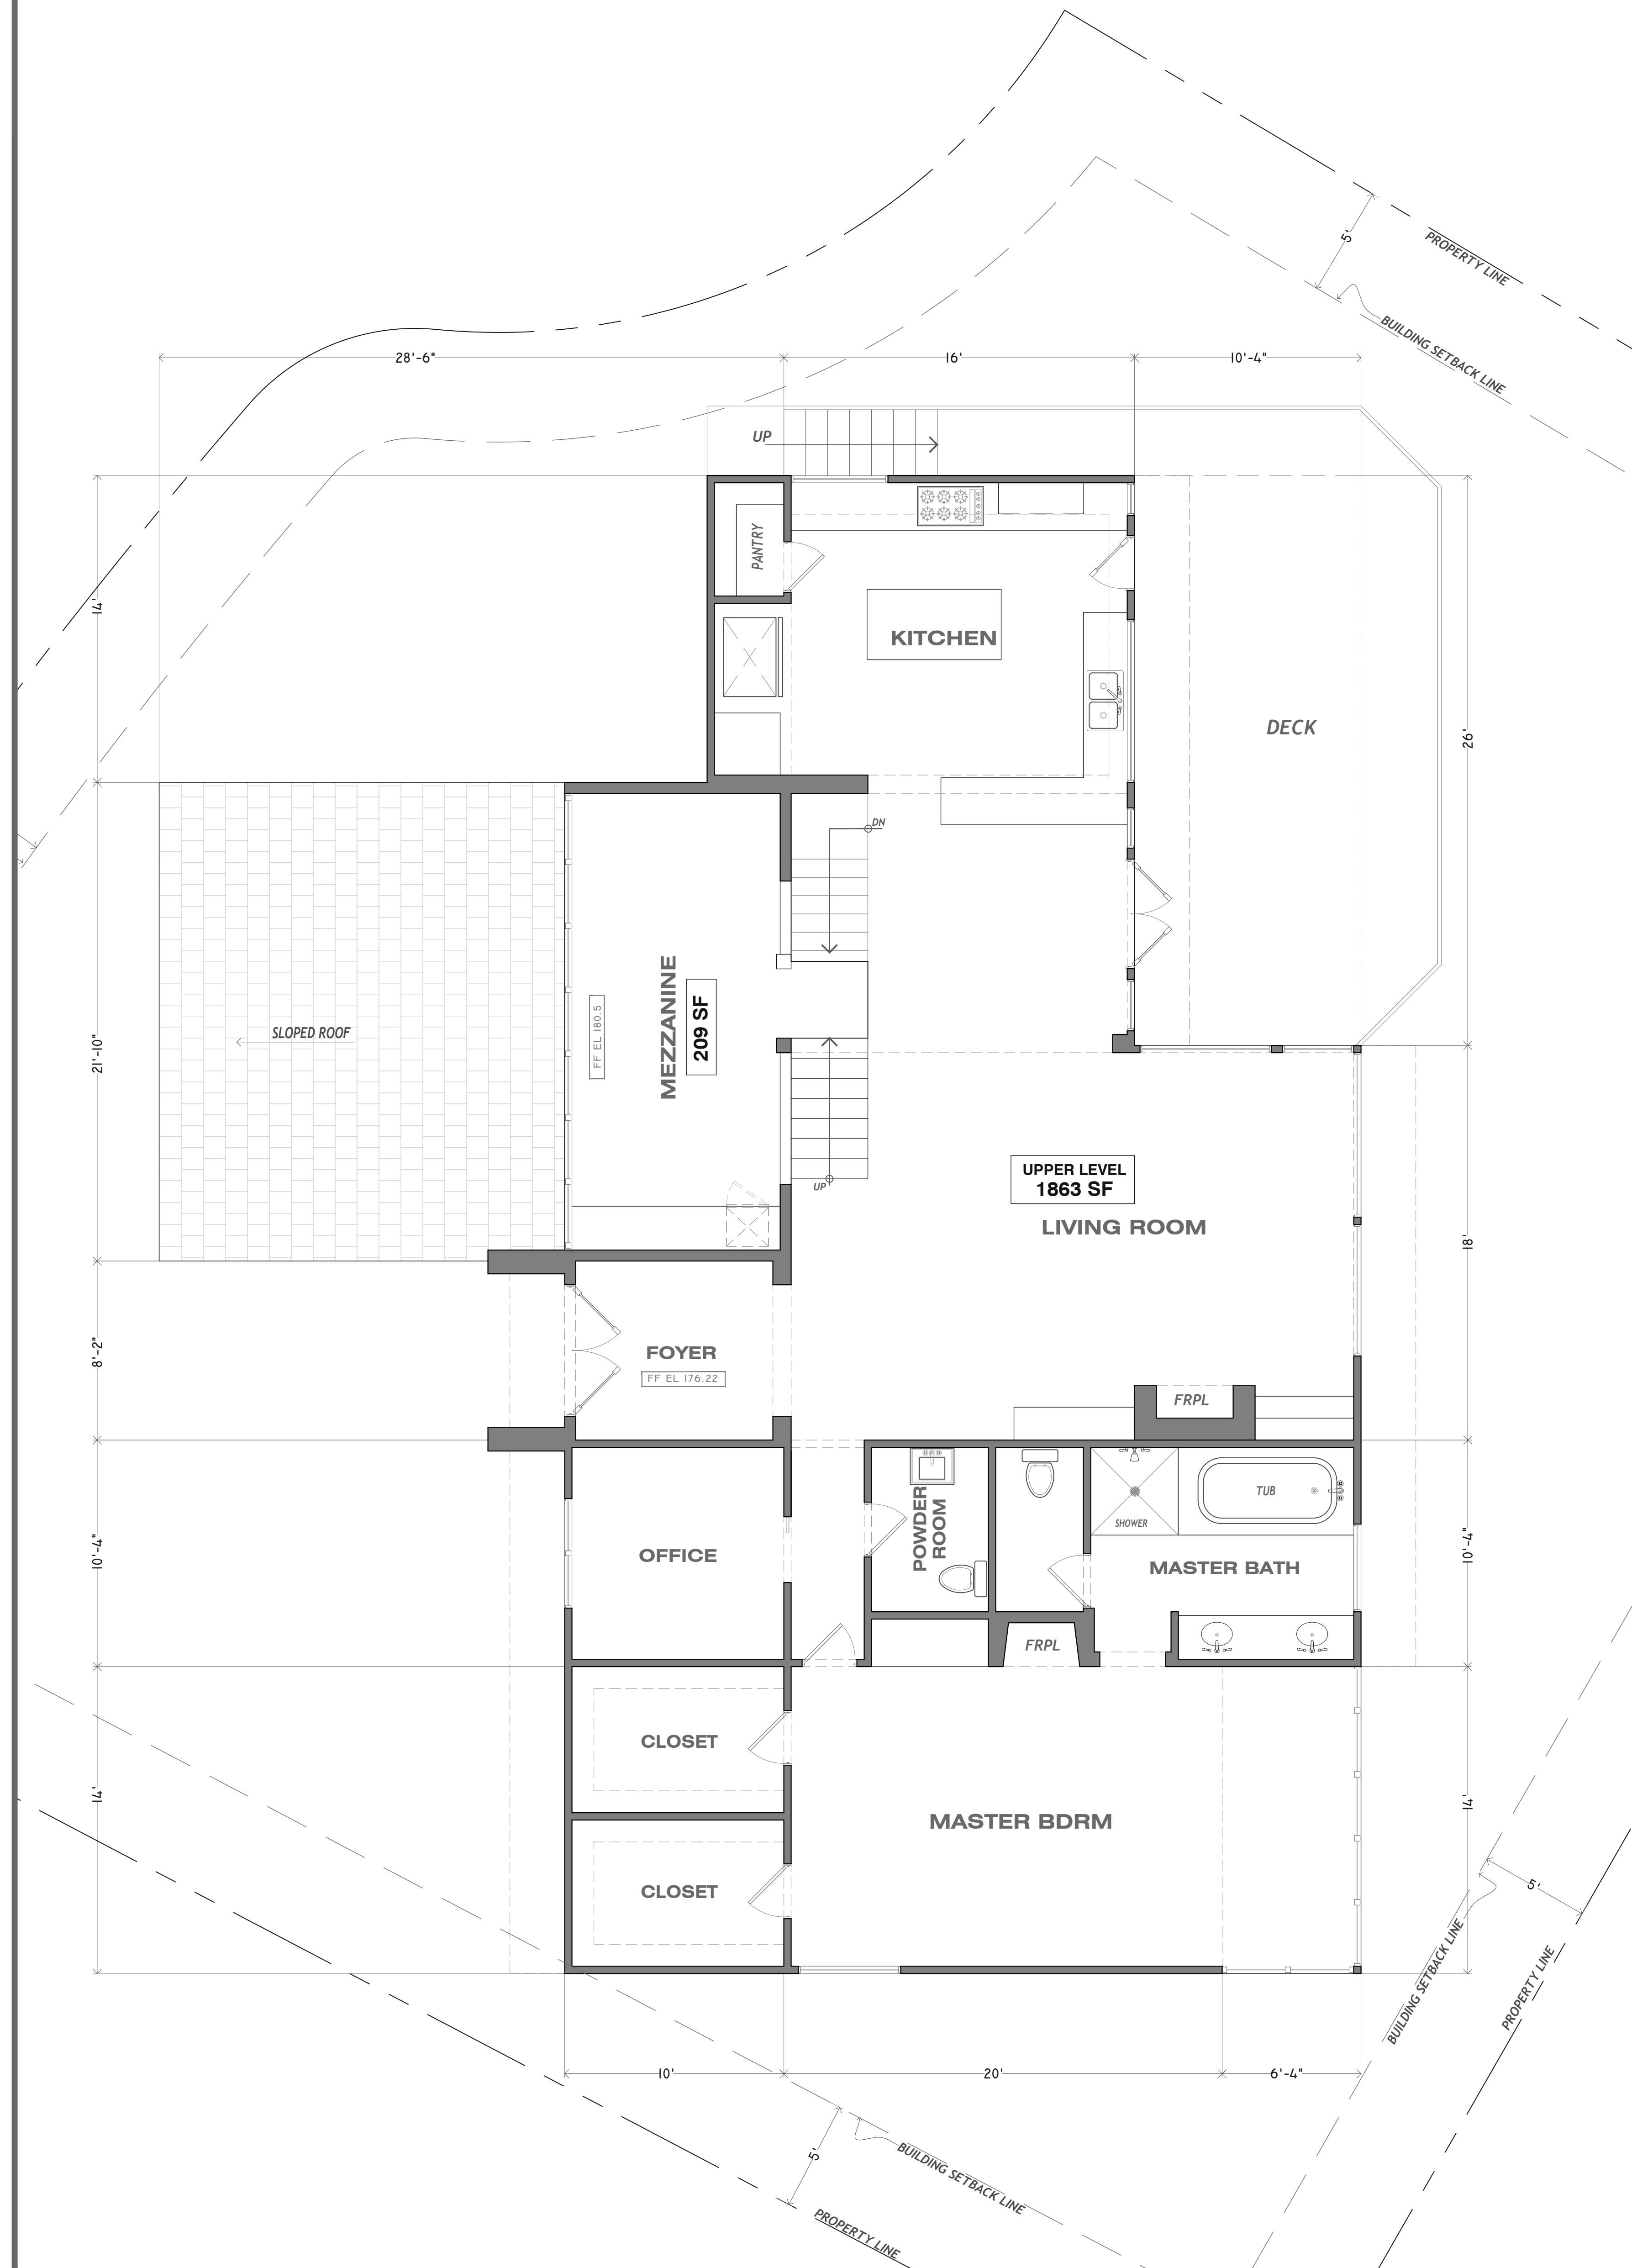 PROPERTY LINE
5'
BUILDING SETBACK LINE
28'-6"
16'
10'-4"
UP
PANTRY
14'
KITCHEN
DECK
26'
DN
MEZZANINE
209 SF
FF EL 180.5
SLOPED ROOF
21'-10"
UP
UPPER LEVEL
1863 SF
LIVING ROOM
18'
8'-2"
FOYER
FF EL 176.22
FRPL
TUB
SHOWER
POWDER
ROOM
OFFICE
10'-4"
10'-4"
MASTER BATH
FRPL
CLOSET
14'
MASTER BDRM
14'
CLOSET
5'
BUILDING SETBACK LINE
PROPERTY LINE
10'
20'
6'-4"
5'
BUILDING SETBACK LINE
PROPERTY LINE